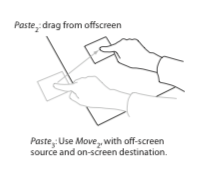 Paste₂: drag from offscreen
Paste₃: Use Move₂, with off-screen
source and on-screen destination.